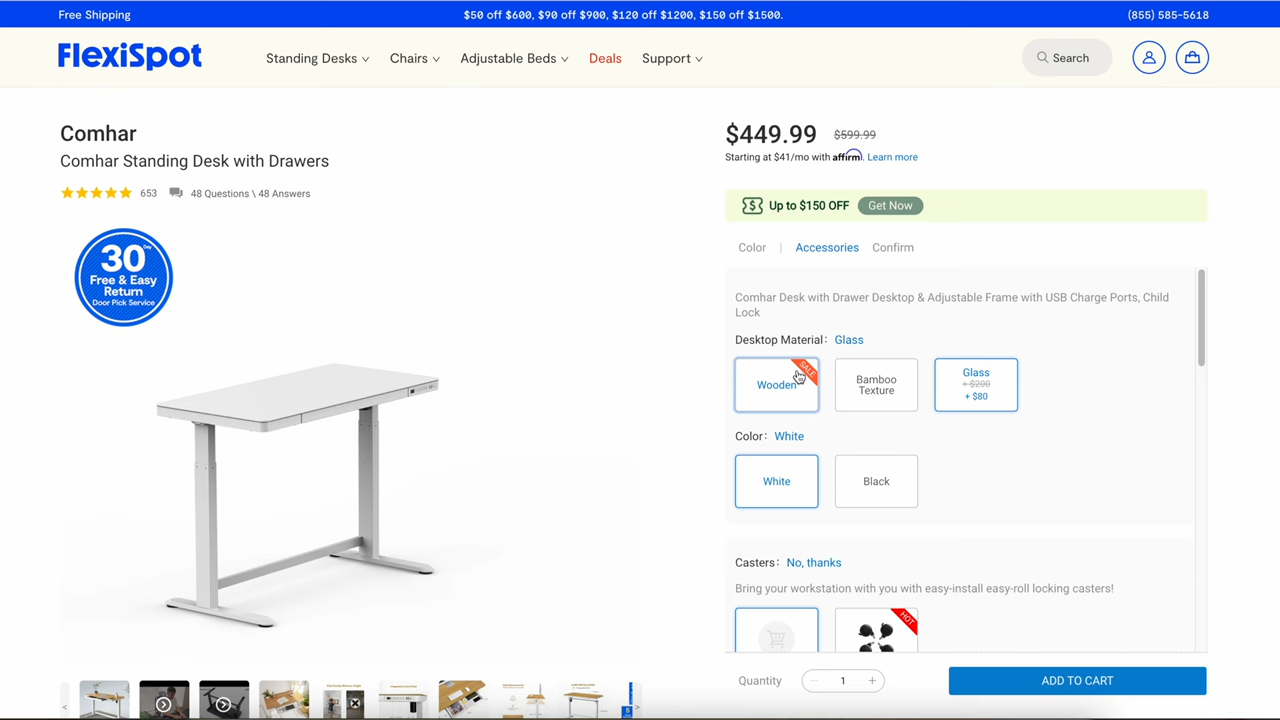 Free Shipping
$50 off $600, $90 off $900, $120 off $1200, $150 off $1500.
(855) 585-5618
FlexiSpot
Standing Desks
Chairs
Adjustable Beds
Deals
Support
Search
Comhar
Comhar Standing Desk with Drawers
653
48 Questions \ 48 Answers
30 Day
Free & Easy
Return
Door Pick Service
$449.99 $599.99
Starting at $41/mo with affirm. Learn more
Up to $150 OFF
Get Now
Color | Accessories Confirm
Comhar Desk with Drawer Desktop & Adjustable Frame with USB Charge Ports, Child
Lock
Desktop Material: Glass
SALE
Wooden
Bamboo
Texture
Glass
+ $200
+ $80
Color: White
White
Black
Casters: No, thanks
Bring your workstation with you with easy-install easy-roll locking casters!
HOT
Quantity
− 1 +
ADD TO CART